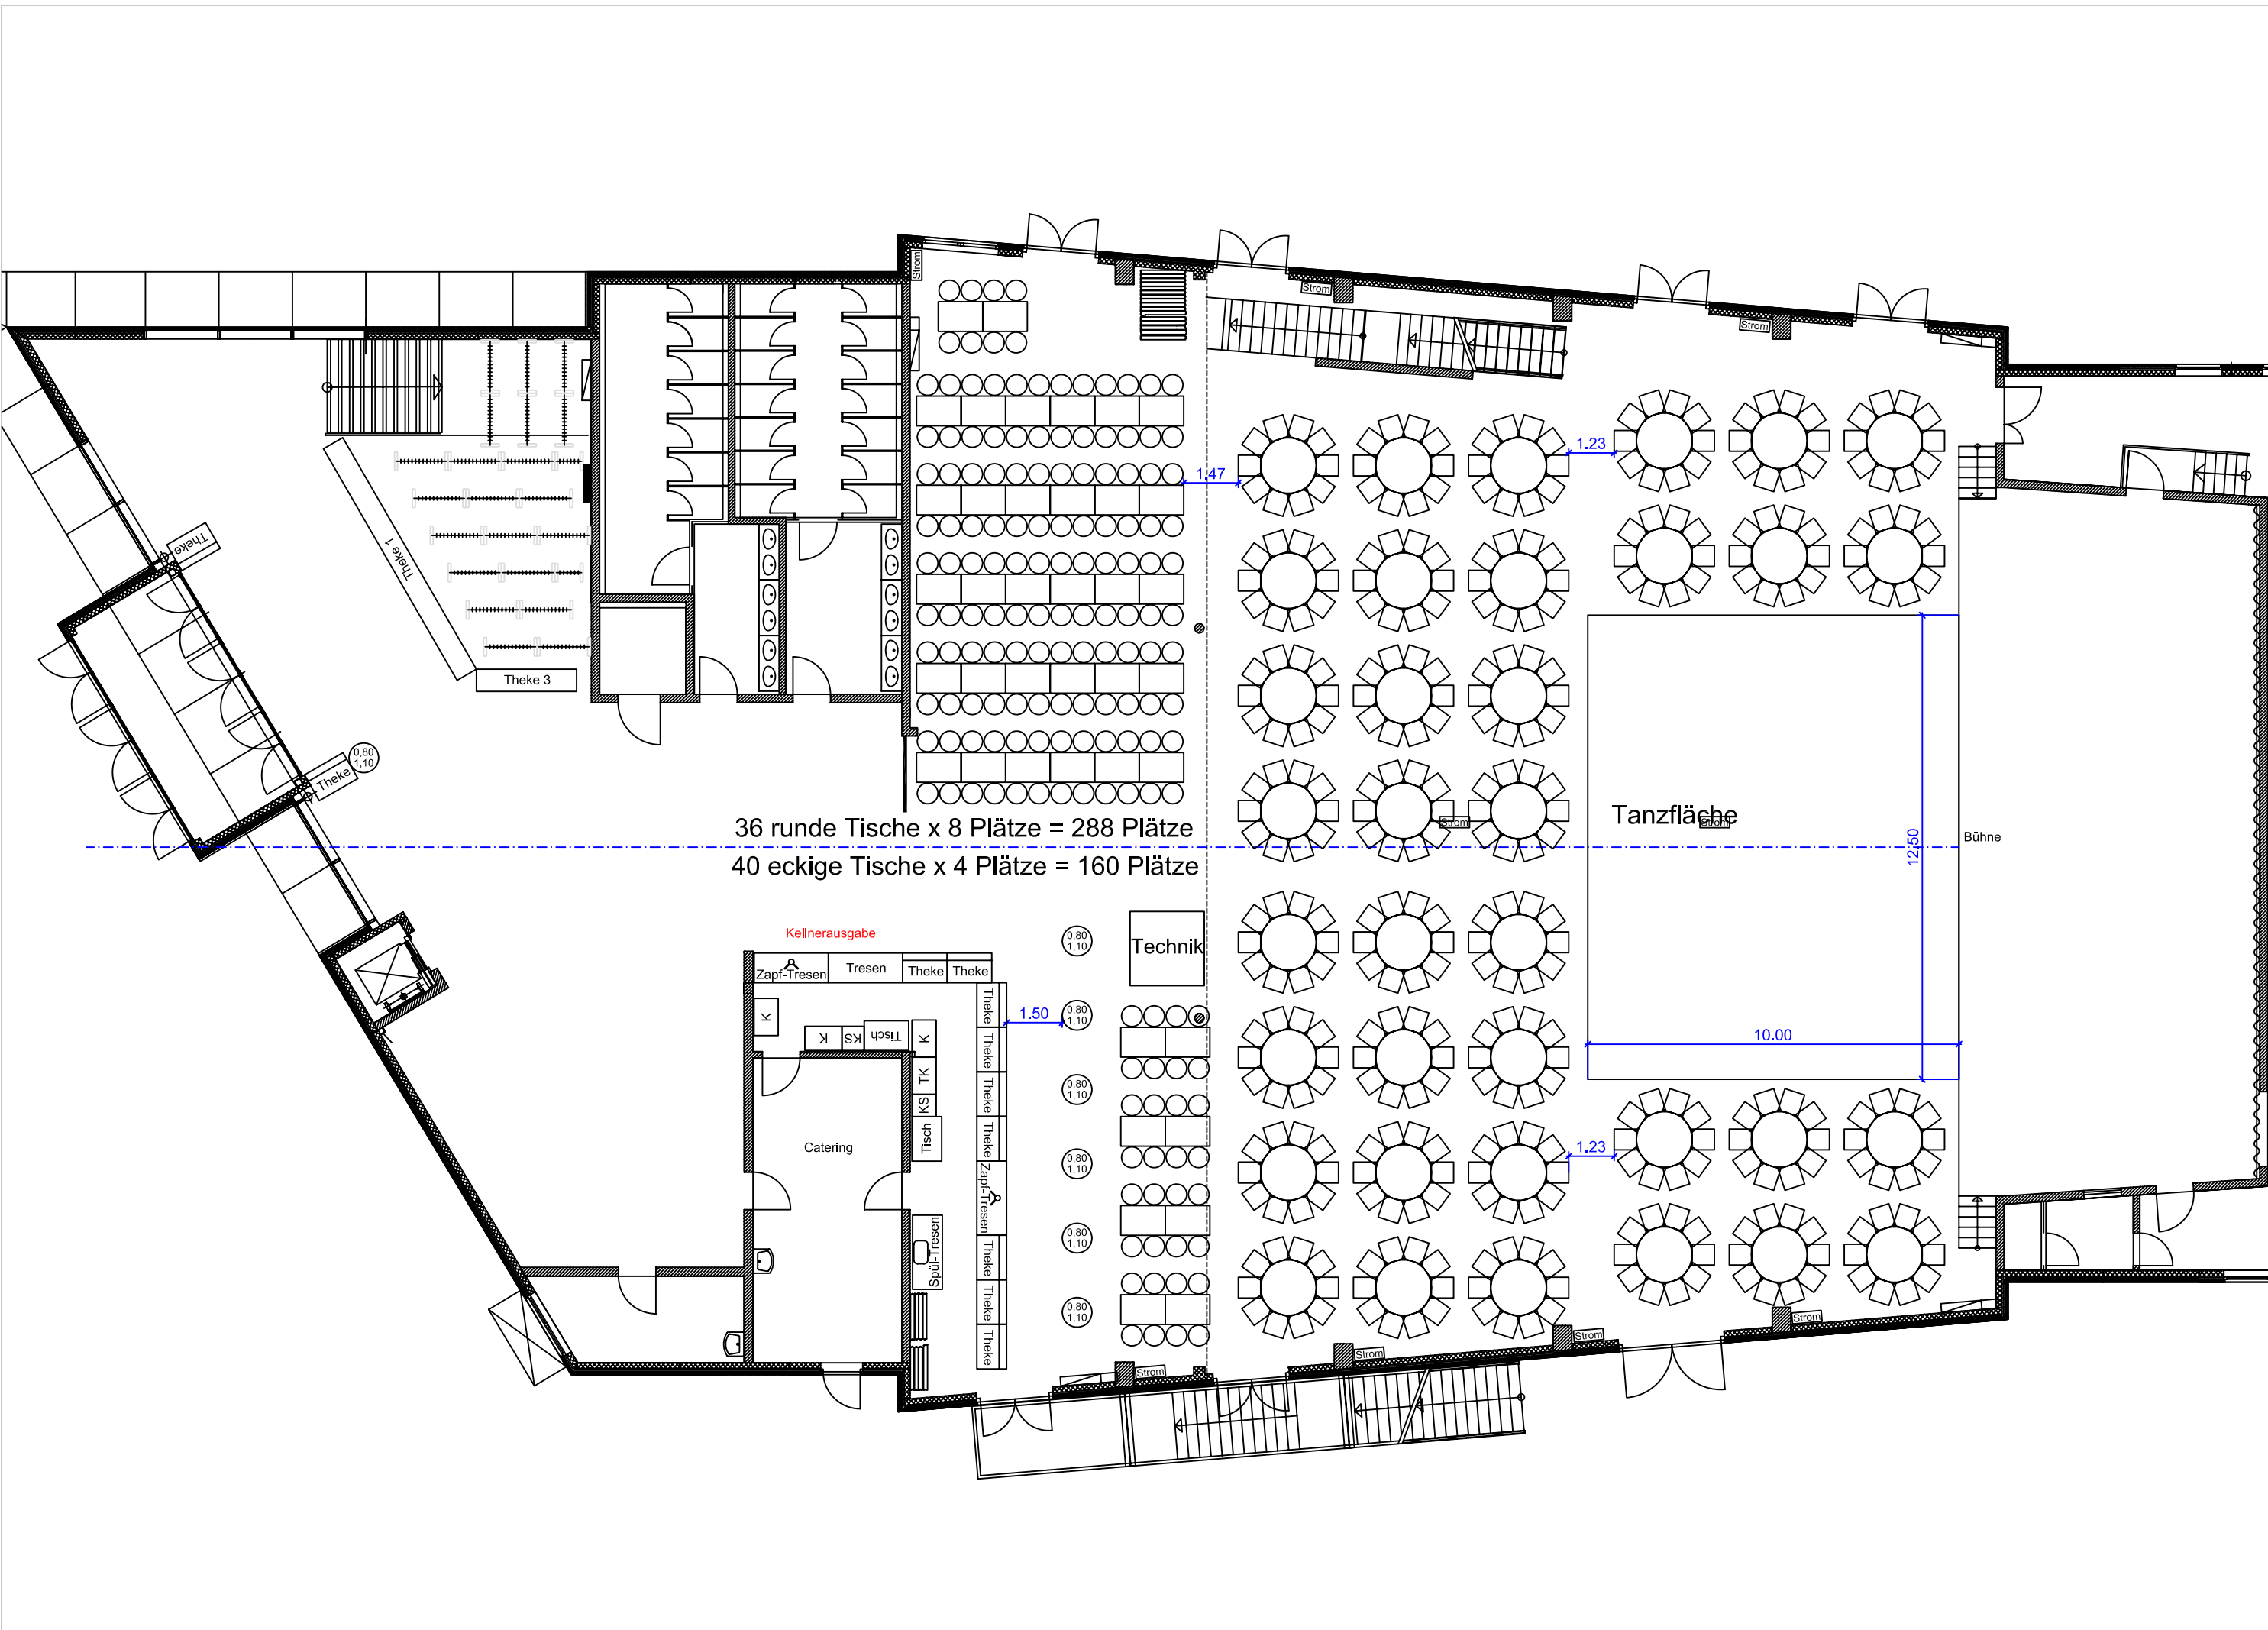 Strom
Strom
Strom
1.23
1.47
Theke
Theke 1
Theke 3
0,80
1,10
Theke
36 runde Tische x 8 Plätze = 288 Plätze
40 eckige Tische x 4 Plätze = 160 Plätze
Strom
Tanzfläche
Strom
12.50
Bühne
Kellnerausgabe
Zapf-Tresen
Tresen
Theke
Theke
0,80
1,10
Technik
K
K
KS
Tisch
K
TK
KS
Tisch
Theke
Theke
Theke
Theke
Zapf-Tresen
Theke
Theke
Theke
1.50
0,80
1,10
10.00
0,80
1,10
Catering
1.23
0,80
1,10
Spül-Tresen
0,80
1,10
0,80
1,10
Strom
Strom
Strom
Strom